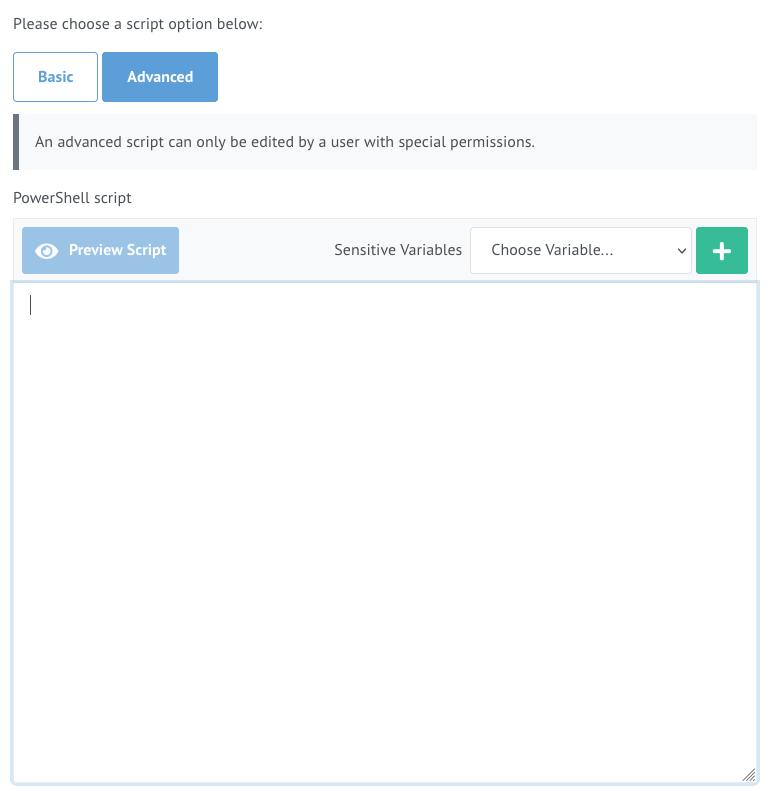 Please choose a script option below:
Basic
Advanced
An advanced script can only be edited by a user with special permissions.
PowerShell script
Preview Script
Sensitive Variables
Choose Variable...